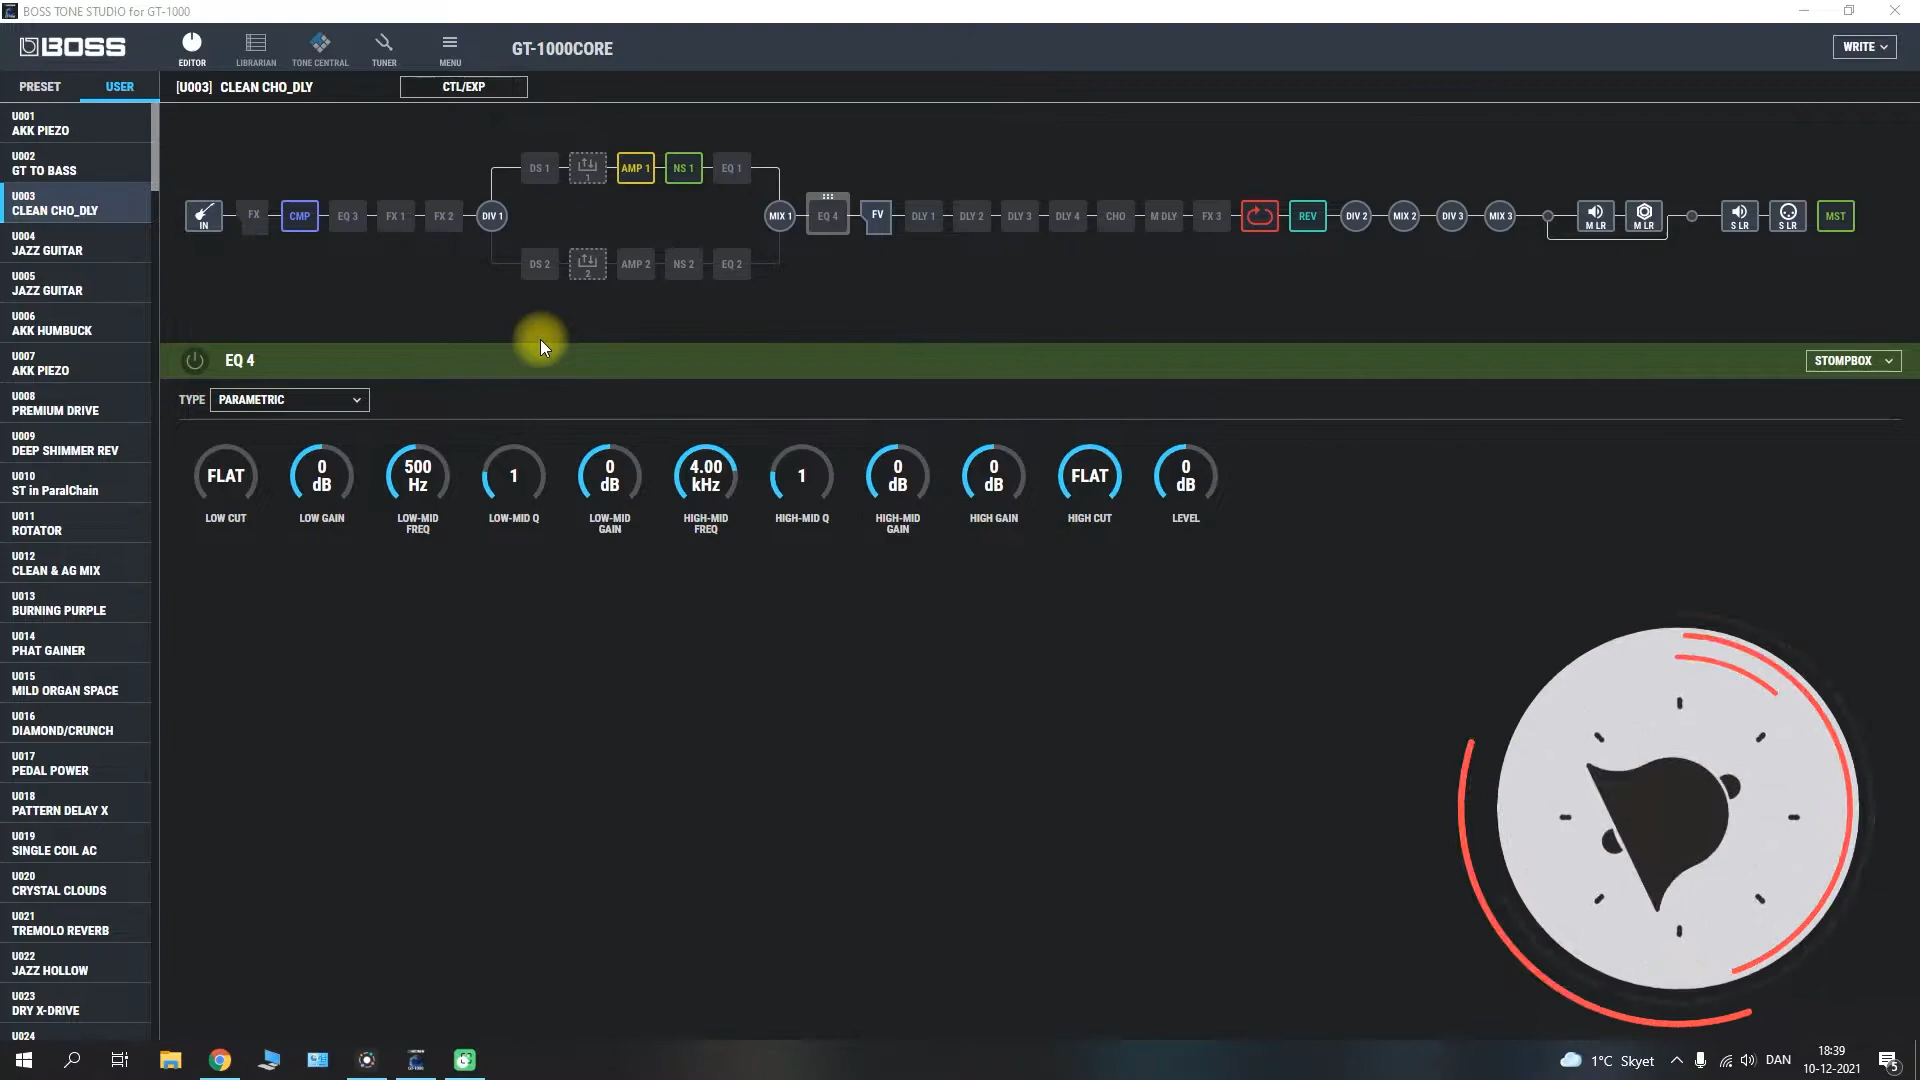 BOSS TONE STUDIO for GT-1000
BOSS
EDITOR
LIBRARIAN
TONE CENTRAL
TUNER
MENU
GT-1000CORE
WRITE
PRESET
USER
[U003] CLEAN CHO_DLY
CTL/EXP
U001
AKK PIEZO
U002
GT TO BASS
U003
CLEAN CHO_DLY
U004
JAZZ GUITAR
U005
JAZZ GUITAR
U006
AKK HUMBUCK
U007
AKK PIEZO
U008
PREMIUM DRIVE
U009
DEEP SHIMMER REV
U010
ST in ParalChain
U011
ROTATOR
U012
CLEAN & AG MIX
U013
BURNING PURPLE
U014
PHAT GAINER
U015
MILD ORGAN SPACE
U016
DIAMOND/CRUNCH
U017
PEDAL POWER
U018
PATTERN DELAY X
U019
SINGLE COIL AC
U020
CRYSTAL CLOUDS
U021
TREMOLO REVERB
U022
JAZZ HOLLOW
U023
DRY X-DRIVE
U024
DS 1
1
AMP 1
NS 1
EQ 1
IN
FX
CMP
EQ 3
FX 1
FX 2
DIV 1
MIX 1
EQ 4
FV
DLY 1
DLY 2
DLY 3
DLY 4
CHO
M DLY
FX 3
REV
DIV 2
MIX 2
DIV 3
MIX 3
M LR
M LR
S LR
S LR
MST
DS 2
2
AMP 2
NS 2
EQ 2
EQ 4
STOMPBOX
TYPE
PARAMETRIC
FLAT
LOW CUT
0
dB
LOW GAIN
500
Hz
LOW-MID
FREQ
1
LOW-MID Q
0
dB
LOW-MID
GAIN
4.00
kHz
HIGH-MID
FREQ
1
HIGH-MID Q
0
dB
HIGH-MID
GAIN
0
dB
HIGH GAIN
FLAT
HIGH CUT
0
dB
LEVEL
1°C Skyet
DAN
18:39
10-12-2021
5